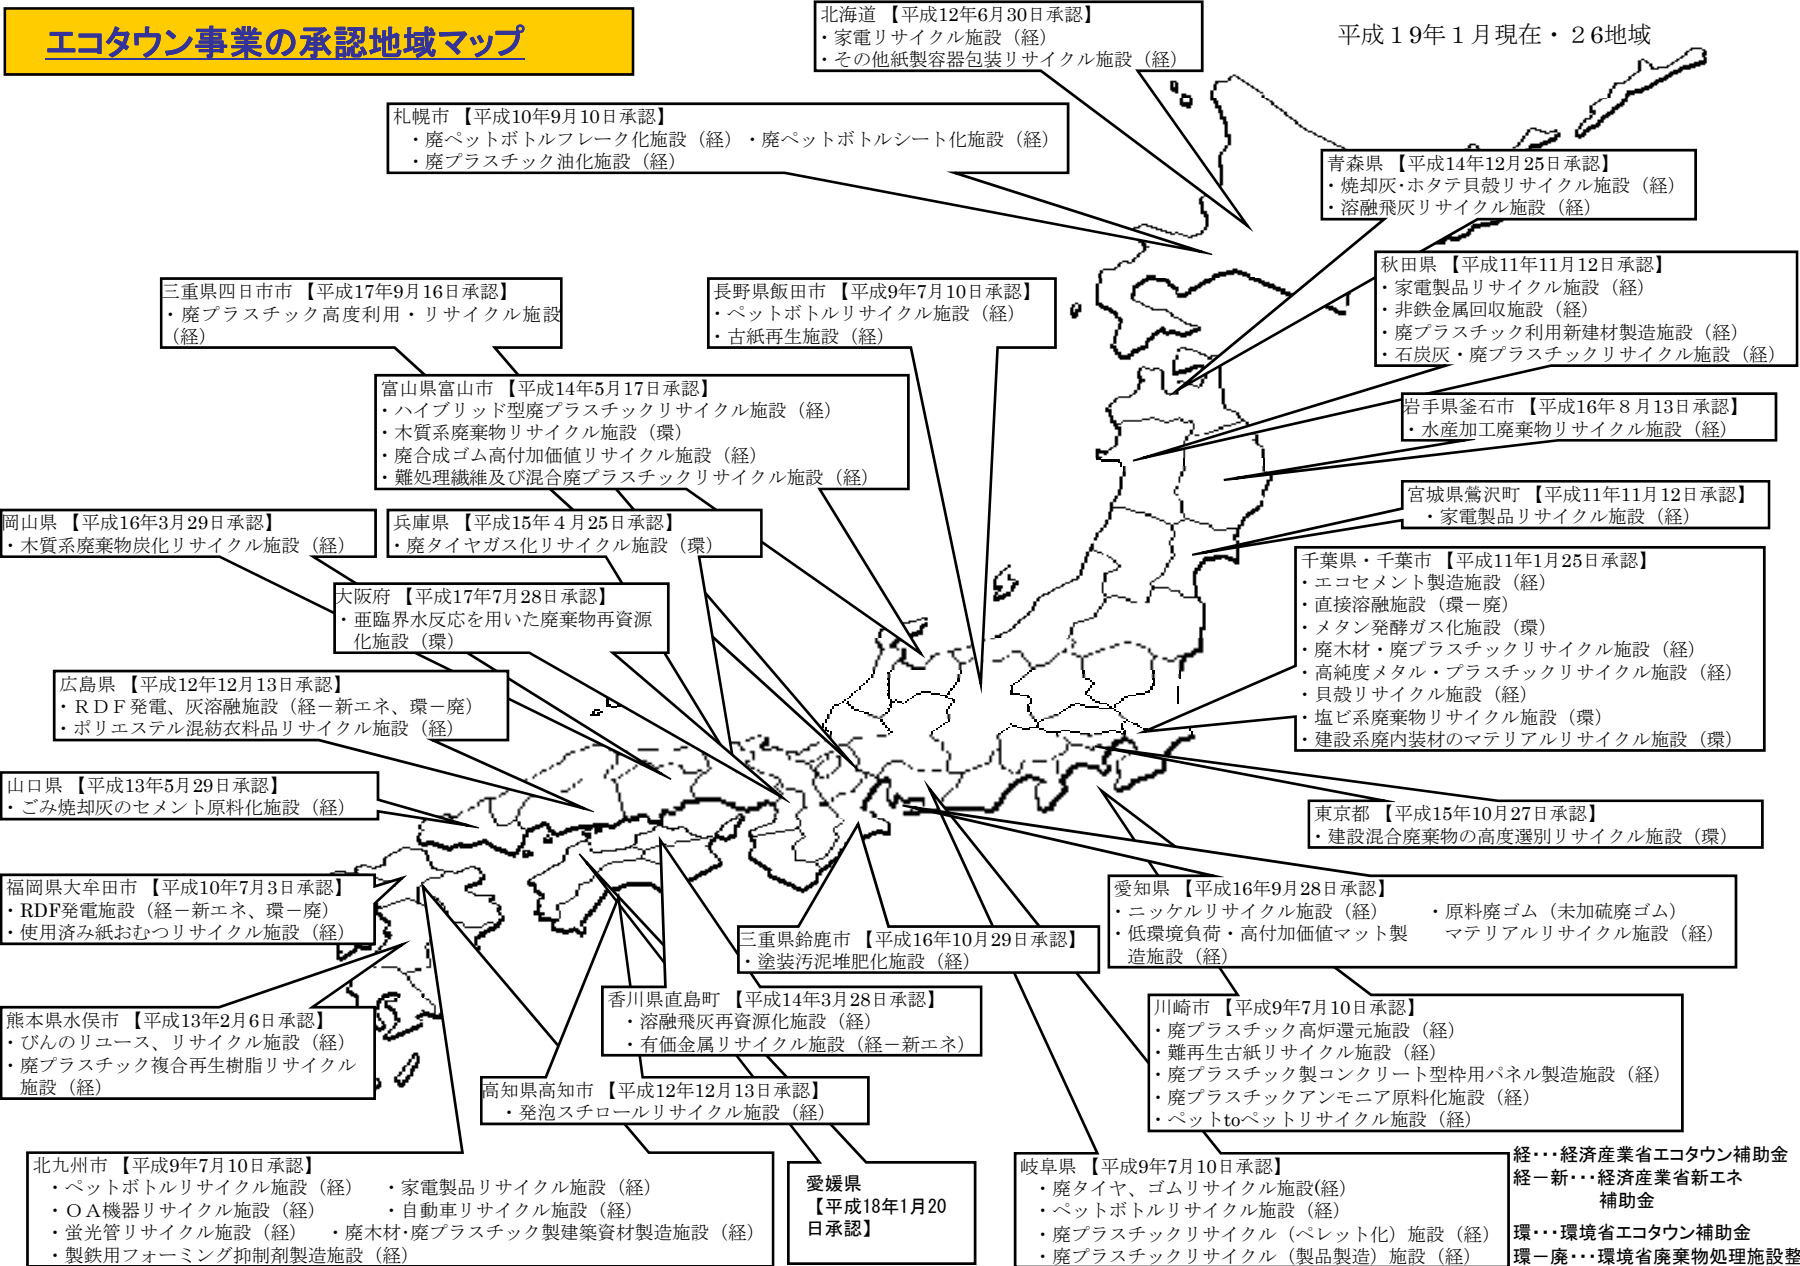 エコタウン事業の承認地域マップ
平成１９年１月現在・２６地域
北海道 【平成12年6月30日承認】
・家電リサイクル施設（経）
・その他紙製容器包装リサイクル施設（経）
札幌市 【平成10年9月10日承認】
・廃ペットボトルフレーク化施設（経）・廃ペットボトルシート化施設（経）
・廃プラスチック油化施設（経）
青森県 【平成14年12月25日承認】
・焼却灰・ホタテ貝殻リサイクル施設（経）
・溶融飛灰リサイクル施設（経）
秋田県 【平成11年11月12日承認】
・家電製品リサイクル施設（経）
・非鉄金属回収施設（経）
・廃プラスチック利用新建材製造施設（経）
・石炭灰・廃プラスチックリサイクル施設（経）
三重県四日市市 【平成17年9月16日承認】
・廃プラスチック高度利用・リサイクル施設
（経）
長野県飯田市 【平成9年7月10日承認】
・ペットボトルリサイクル施設（経）
・古紙再生施設（経）
富山県富山市 【平成14年5月17日承認】
・ハイブリッド型廃プラスチックリサイクル施設（経）
・木質系廃棄物リサイクル施設（環）
・廃合成ゴム高付加価値リサイクル施設（経）
・難処理繊維及び混合廃プラスチックリサイクル施設（経）
岩手県釜石市 【平成16年８月13日承認】
・水産加工廃棄物リサイクル施設（経）
宮城県鶯沢町 【平成11年11月12日承認】
・家電製品リサイクル施設（経）
岡山県 【平成16年3月29日承認】
・木質系廃棄物炭化リサイクル施設（経）
兵庫県 【平成15年４月25日承認】
・廃タイヤガス化リサイクル施設（環）
千葉県・千葉市 【平成11年1月25日承認】
・エコセメント製造施設（経）
・直接溶融施設（環－廃）
・メタン発酵ガス化施設（環）
・廃木材・廃プラスチックリサイクル施設（経）
・高純度メタル・プラスチックリサイクル施設（経）
・貝殻リサイクル施設（経）
・塩ビ系廃棄物リサイクル施設（環）
・建設系廃内装材のマテリアルリサイクル施設（環）
大阪府 【平成17年7月28日承認】
・亜臨界水反応を用いた廃棄物再資源
化施設（環）
広島県 【平成12年12月13日承認】
・ＲＤＦ発電、灰溶融施設（経－新エネ、環－廃）
・ポリエステル混紡衣料品リサイクル施設（経）
山口県 【平成13年5月29日承認】
・ごみ焼却灰のセメント原料化施設（経）
東京都 【平成15年10月27日承認】
・建設混合廃棄物の高度選別リサイクル施設（環）
福岡県大牟田市 【平成10年7月3日承認】
・RDF発電施設（経－新エネ、環－廃）
・使用済み紙おむつリサイクル施設（経）
愛知県 【平成16年9月28日承認】
・ニッケルリサイクル施設（経）
・低環境負荷・高付加価値マット製
造施設（経）
・原料廃ゴム（未加硫廃ゴム）
マテリアルリサイクル施設（経）
三重県鈴鹿市 【平成16年10月29日承認】
・塗装汚泥堆肥化施設（経）
香川県直島町 【平成14年3月28日承認】
・溶融飛灰再資源化施設（経）
・有価金属リサイクル施設（経－新エネ）
川崎市 【平成9年7月10日承認】
・廃プラスチック高炉還元施設（経）
・難再生古紙リサイクル施設（経）
・廃プラスチック製コンクリート型枠用パネル製造施設（経）
・廃プラスチックアンモニア原料化施設（経）
・ペットtoペットリサイクル施設（経）
熊本県水俣市 【平成13年2月6日承認】
・びんのリユース、リサイクル施設（経）
・廃プラスチック複合再生樹脂リサイクル
施設（経）
高知県高知市 【平成12年12月13日承認】
・発泡スチロールリサイクル施設（経）
北九州市 【平成9年7月10日承認】
・ペットボトルリサイクル施設（経） ・家電製品リサイクル施設（経）
・ＯＡ機器リサイクル施設（経） ・自動車リサイクル施設（経）
・蛍光管リサイクル施設（経） ・廃木材・廃プラスチック製建築資材製造施設（経）
・製鉄用フォーミング抑制剤製造施設（経）
愛媛県
【平成18年1月20
日承認】
岐阜県 【平成9年7月10日承認】
・廃タイヤ、ゴムリサイクル施設(経）
・ペットボトルリサイクル施設（経）
・廃プラスチックリサイクル（ペレット化）施設（経）
・廃プラスチックリサイクル（製品製造）施設（経）
経・・・経済産業省エコタウン補助金
経－新・・・経済産業省新エネ
補助金
環・・・環境省エコタウン補助金
環－廃・・・環境省廃棄物処理施設整